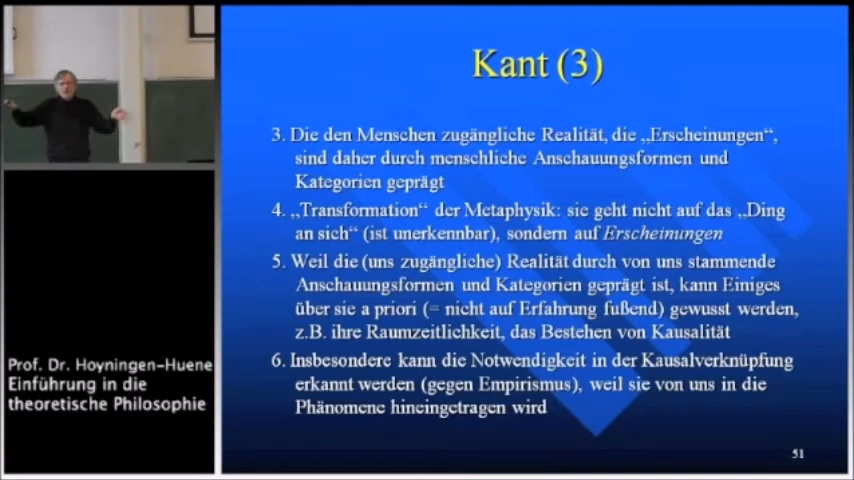 Kant (3)
3. Die den Menschen zugängliche Realität, die „Erscheinungen“,
sind daher durch menschliche Anschauungsformen und
Kategorien geprägt
4. „Transformation“ der Metaphysik: sie geht nicht auf das „Ding
an sich“ (ist unerkennbar), sondern auf Erscheinungen
5. Weil die (uns zugängliche) Realität durch von uns stammende
Anschauungsformen und Kategorien geprägt ist, kann Einiges
über sie a priori (= nicht auf Erfahrung fußend) gewusst werden,
z.B. ihre Raumzeitlichkeit, das Bestehen von Kausalität
6. Insbesondere kann die Notwendigkeit in der Kausalverknüpfung
erkannt werden (gegen Empirismus), weil sie von uns in die
Phänomene hineingetragen wird
51
Prof. Dr. Hoyningen-Huene
Einführung in die
theoretische Philosophie